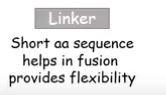 Linker
Short aa sequence
helps in fusion
provides flexibility